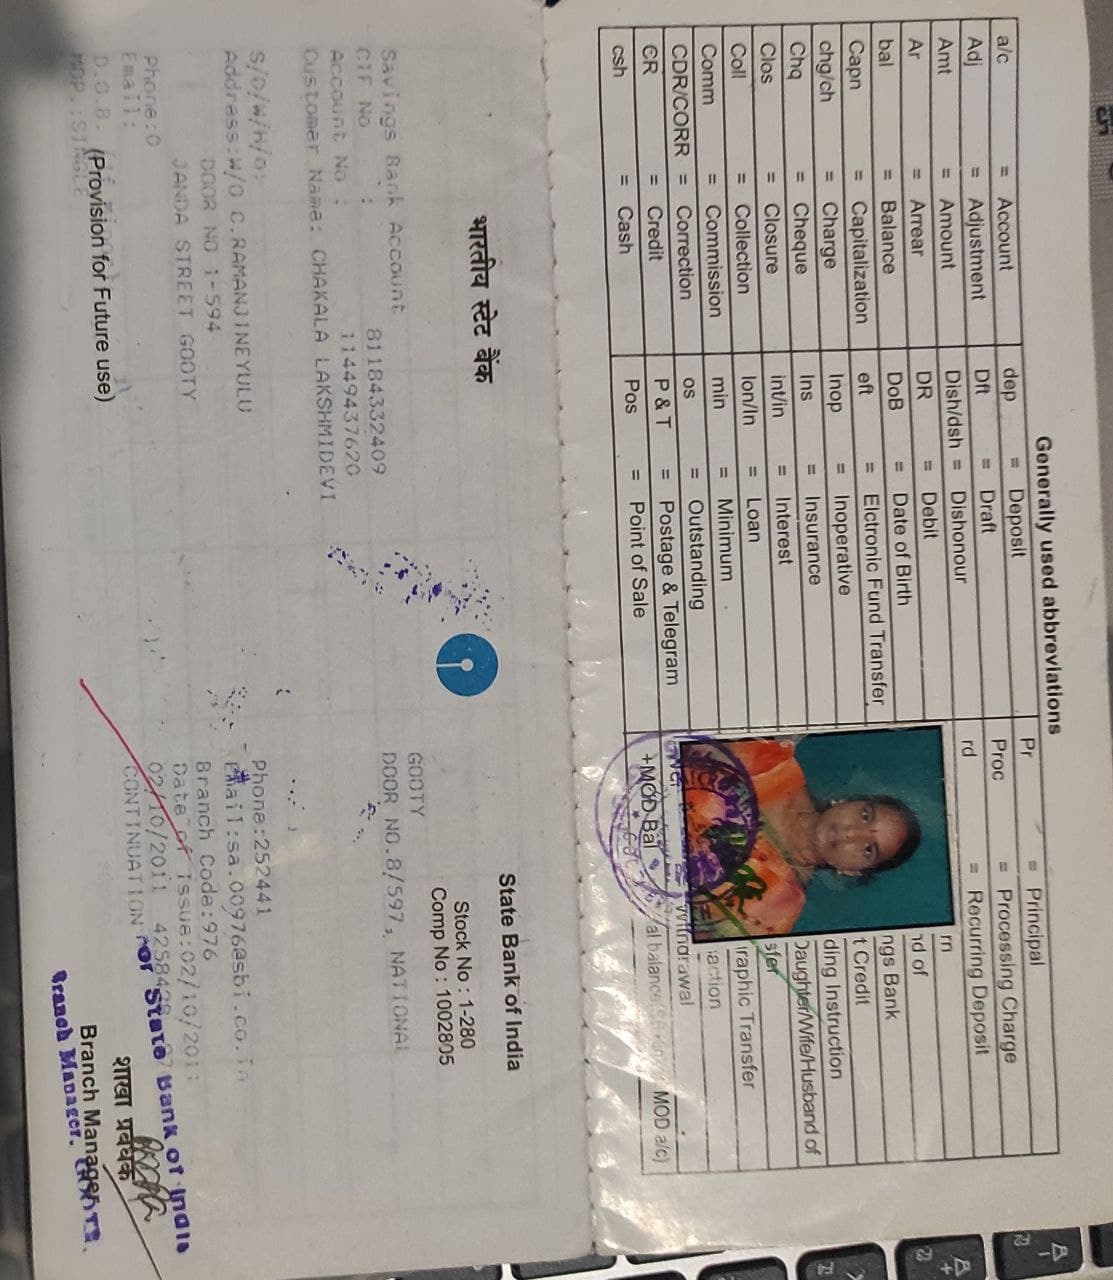 Generally used abbreviations
a/c = Account
Adj = Adjustment
Amt = Amount
Ar = Arrear
bal = Balance
Capn = Capitalization
chg/ch = Charge
Chq = Cheque
Clos = Closure
Coll = Collection
Comm = Commission
CDR/CORR = Correction
CR = Credit
csh = Cash
dep = Deposit
Dft = Draft
Dish/dsh = Dishonour
DR = Debit
DoB = Date of Birth
eft = Elctronic Fund Transfer
Inop = Inoperative
Ins = Insurance
int/in = Interest
lon/ln = Loan
min = Minimum
os = Outstanding
P & T = Postage & Telegram
Pos = Point of Sale
Pr = Principal
Proc = Processing Charge
rd = Recurring Deposit
rn
nd of
ngs Bank
t Credit
ding Instruction
Daughter/Wife/Husband of
sfer
raphic Transfer
action
Withdrawal
+MOD Bal al balance MOD a/c)
भारतीय स्टेट बैंक
State Bank of India
Stock No : 1-280
Comp No : 1002805
Savings Bank Account
CIF No : 81184332409
Account No : 11449437620
Customer Name: CHAKALA LAKSHMIDEVI
S/D/W/H/o:
Address:W/O C.RAMANJINEYULU
DOOR NO 1-594
JANDA STREET GOOTY
Phone:0
Email:
D.O.B.
MOP.:SINGLE
(Provision for Future use)
GOOTY
DOOR NO.8/597, NATIONAL
Phone:252441
Email:sa.00976@sbi.co.in
Branch Code:976
Date of Issue:02/10/2011
02/10/2011
CONTINUATION
For State Bank of India
शाखा प्रबंधक
Branch Manager
Branch Manager.